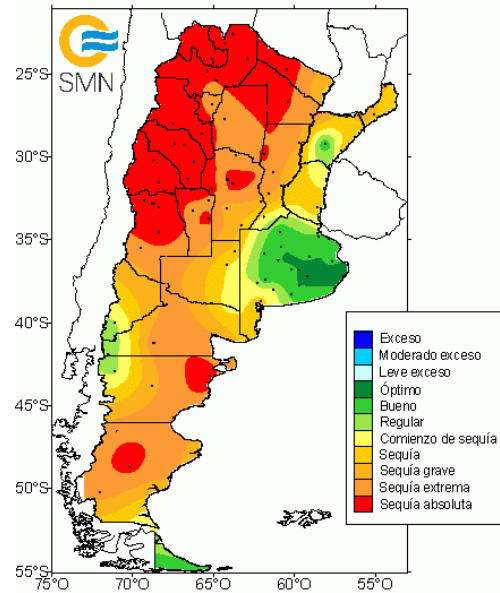 SMN
25°S
30°S
35°S
40°S
45°S
50°S
55°S
75°O 70°O 65°O 60°O 55°O
Exceso
Moderado exceso
Leve exceso
Óptimo
Bueno
Regular
Comienzo de sequía
Sequía
Sequía grave
Sequía extrema
Sequía absoluta